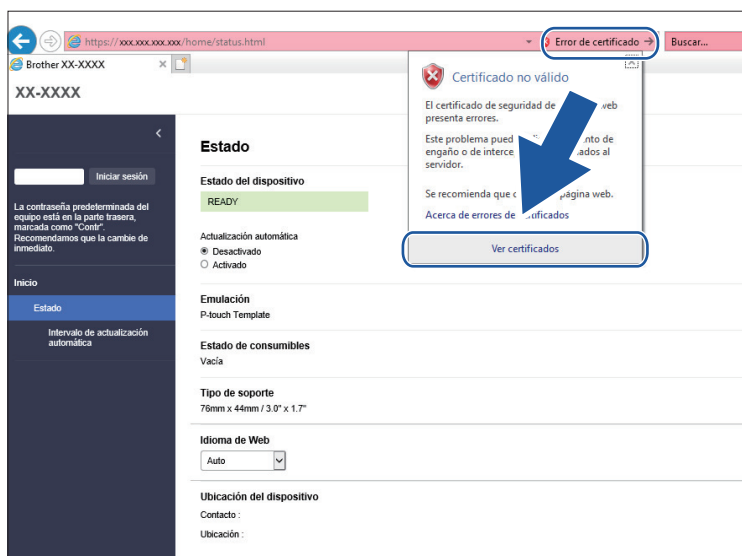 https://xxx.xxx.xxx.xxx/home/status.html
Error de certificado
Buscar...
Brother XX-XXXX
XX-XXXX
Certificado no válido
El certificado de seguridad de web
presenta errores.
Este problema de
engaño o de al
servidor.
Se recomienda que página web.
Acerca de errores de
Ver certificados
Iniciar sesión
La contraseña predeterminada del
equipo está en la parte trasera,
marcada como "Contr".
Recomendamos que la cambie de
inmediato.
Inicio
Estado
Intervalo de actualización
automática
Estado
Estado del dispositivo
READY
Actualización automática
Desactivado
Activado
Emulación
P-touch Template
Estado de consumibles
Vacía
Tipo de soporte
76mm x 44mm / 3.0" x 1.7"
Idioma de Web
Auto
Ubicación del dispositivo
Contacto :
Ubicación :